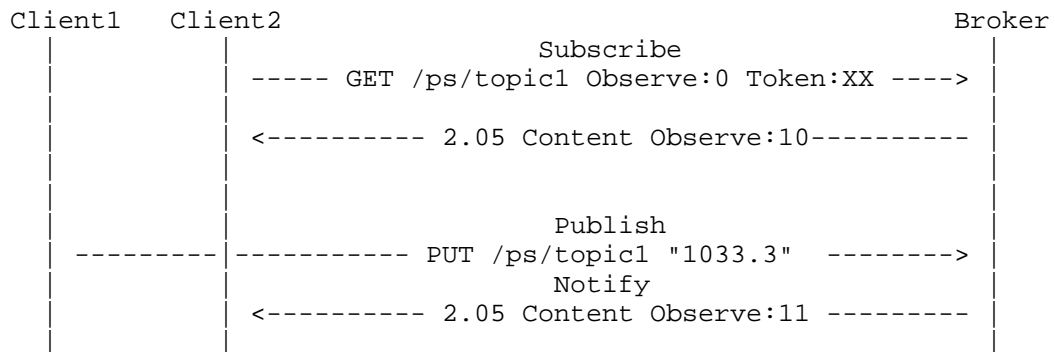 Client1 Client2 Broker
Subscribe
----- GET /ps/topic1 Observe:0 Token:XX ---->
<---------- 2.05 Content Observe:10----------
Publish
---------|----------- PUT /ps/topic1 "1033.3" -------->
Notify
<---------- 2.05 Content Observe:11 ---------